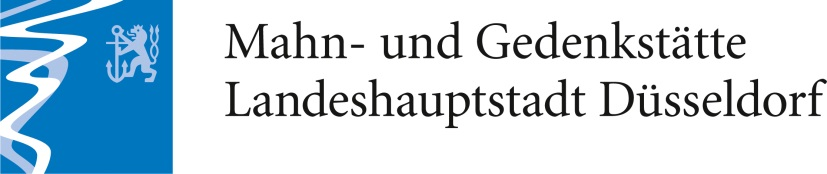 Mahn- und Gedenkstätte
Landeshauptstadt Düsseldorf